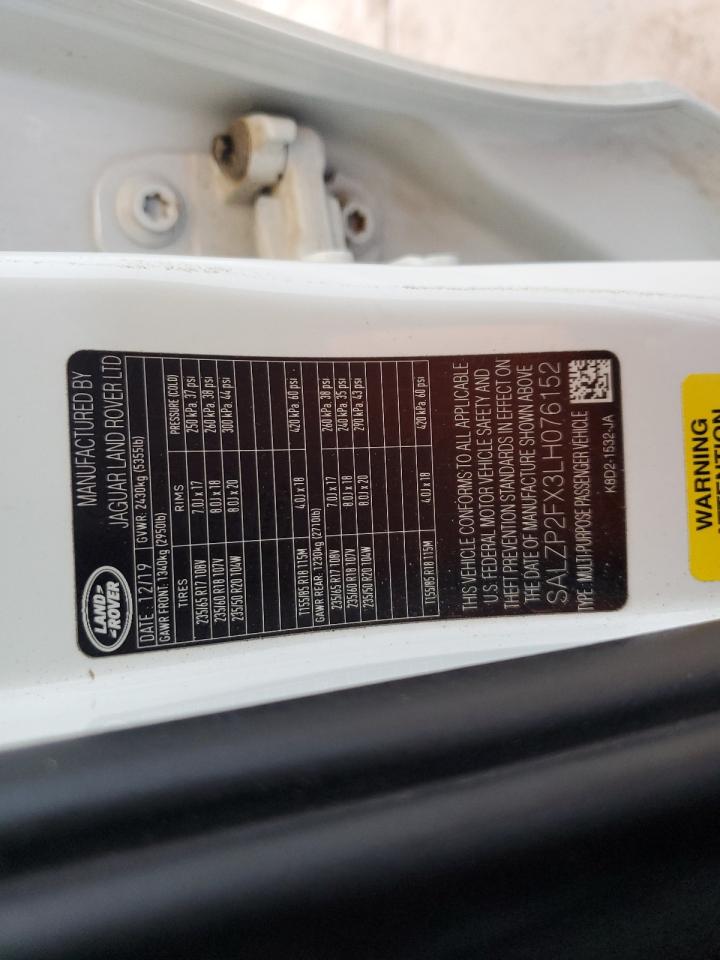 MANUFACTURED BY
JAGUAR LAND ROVER LTD
LAND-
-ROVER
DATE: 12/19 GVWR: 2430kg (5355lb)
GAWR FRONT: 1340kg (2950lb)
TIRES RIMS PRESSURE (COLD)
235|65 R17 108V 7.0J x 17 250 kPa, 37 psi
235|60 R18 107V 8.0J x 18 260 kPa, 38 psi
235|50 R20 104W 8.0J x 20 300 kPa, 44 psi
T155|85 R18 115M 4.0J x 18 420 kPa, 60 psi
GAWR REAR: 1230kg (2710lb)
235|65 R17 108V 7.0J x 17 260 kPa, 38 psi
235|60 R18 107V 8.0J x 18 240 kPa, 35 psi
235|50 R20 104W 8.0J x 20 290 kPa, 43 psi
T155|85 R18 115M 4.0J x 18 420 kPa, 60 psi
THIS VEHICLE CONFORMS TO ALL APPLICABLE
U.S. FEDERAL MOTOR VEHICLE SAFETY AND
THEFT PREVENTION STANDARDS IN EFFECT ON
THE DATE OF MANUFACTURE SHOWN ABOVE
SALZP2FX3LH076152
TYPE: MULTI-PURPOSE PASSENGER VEHICLE
K8D2-1532-JA
WARNING